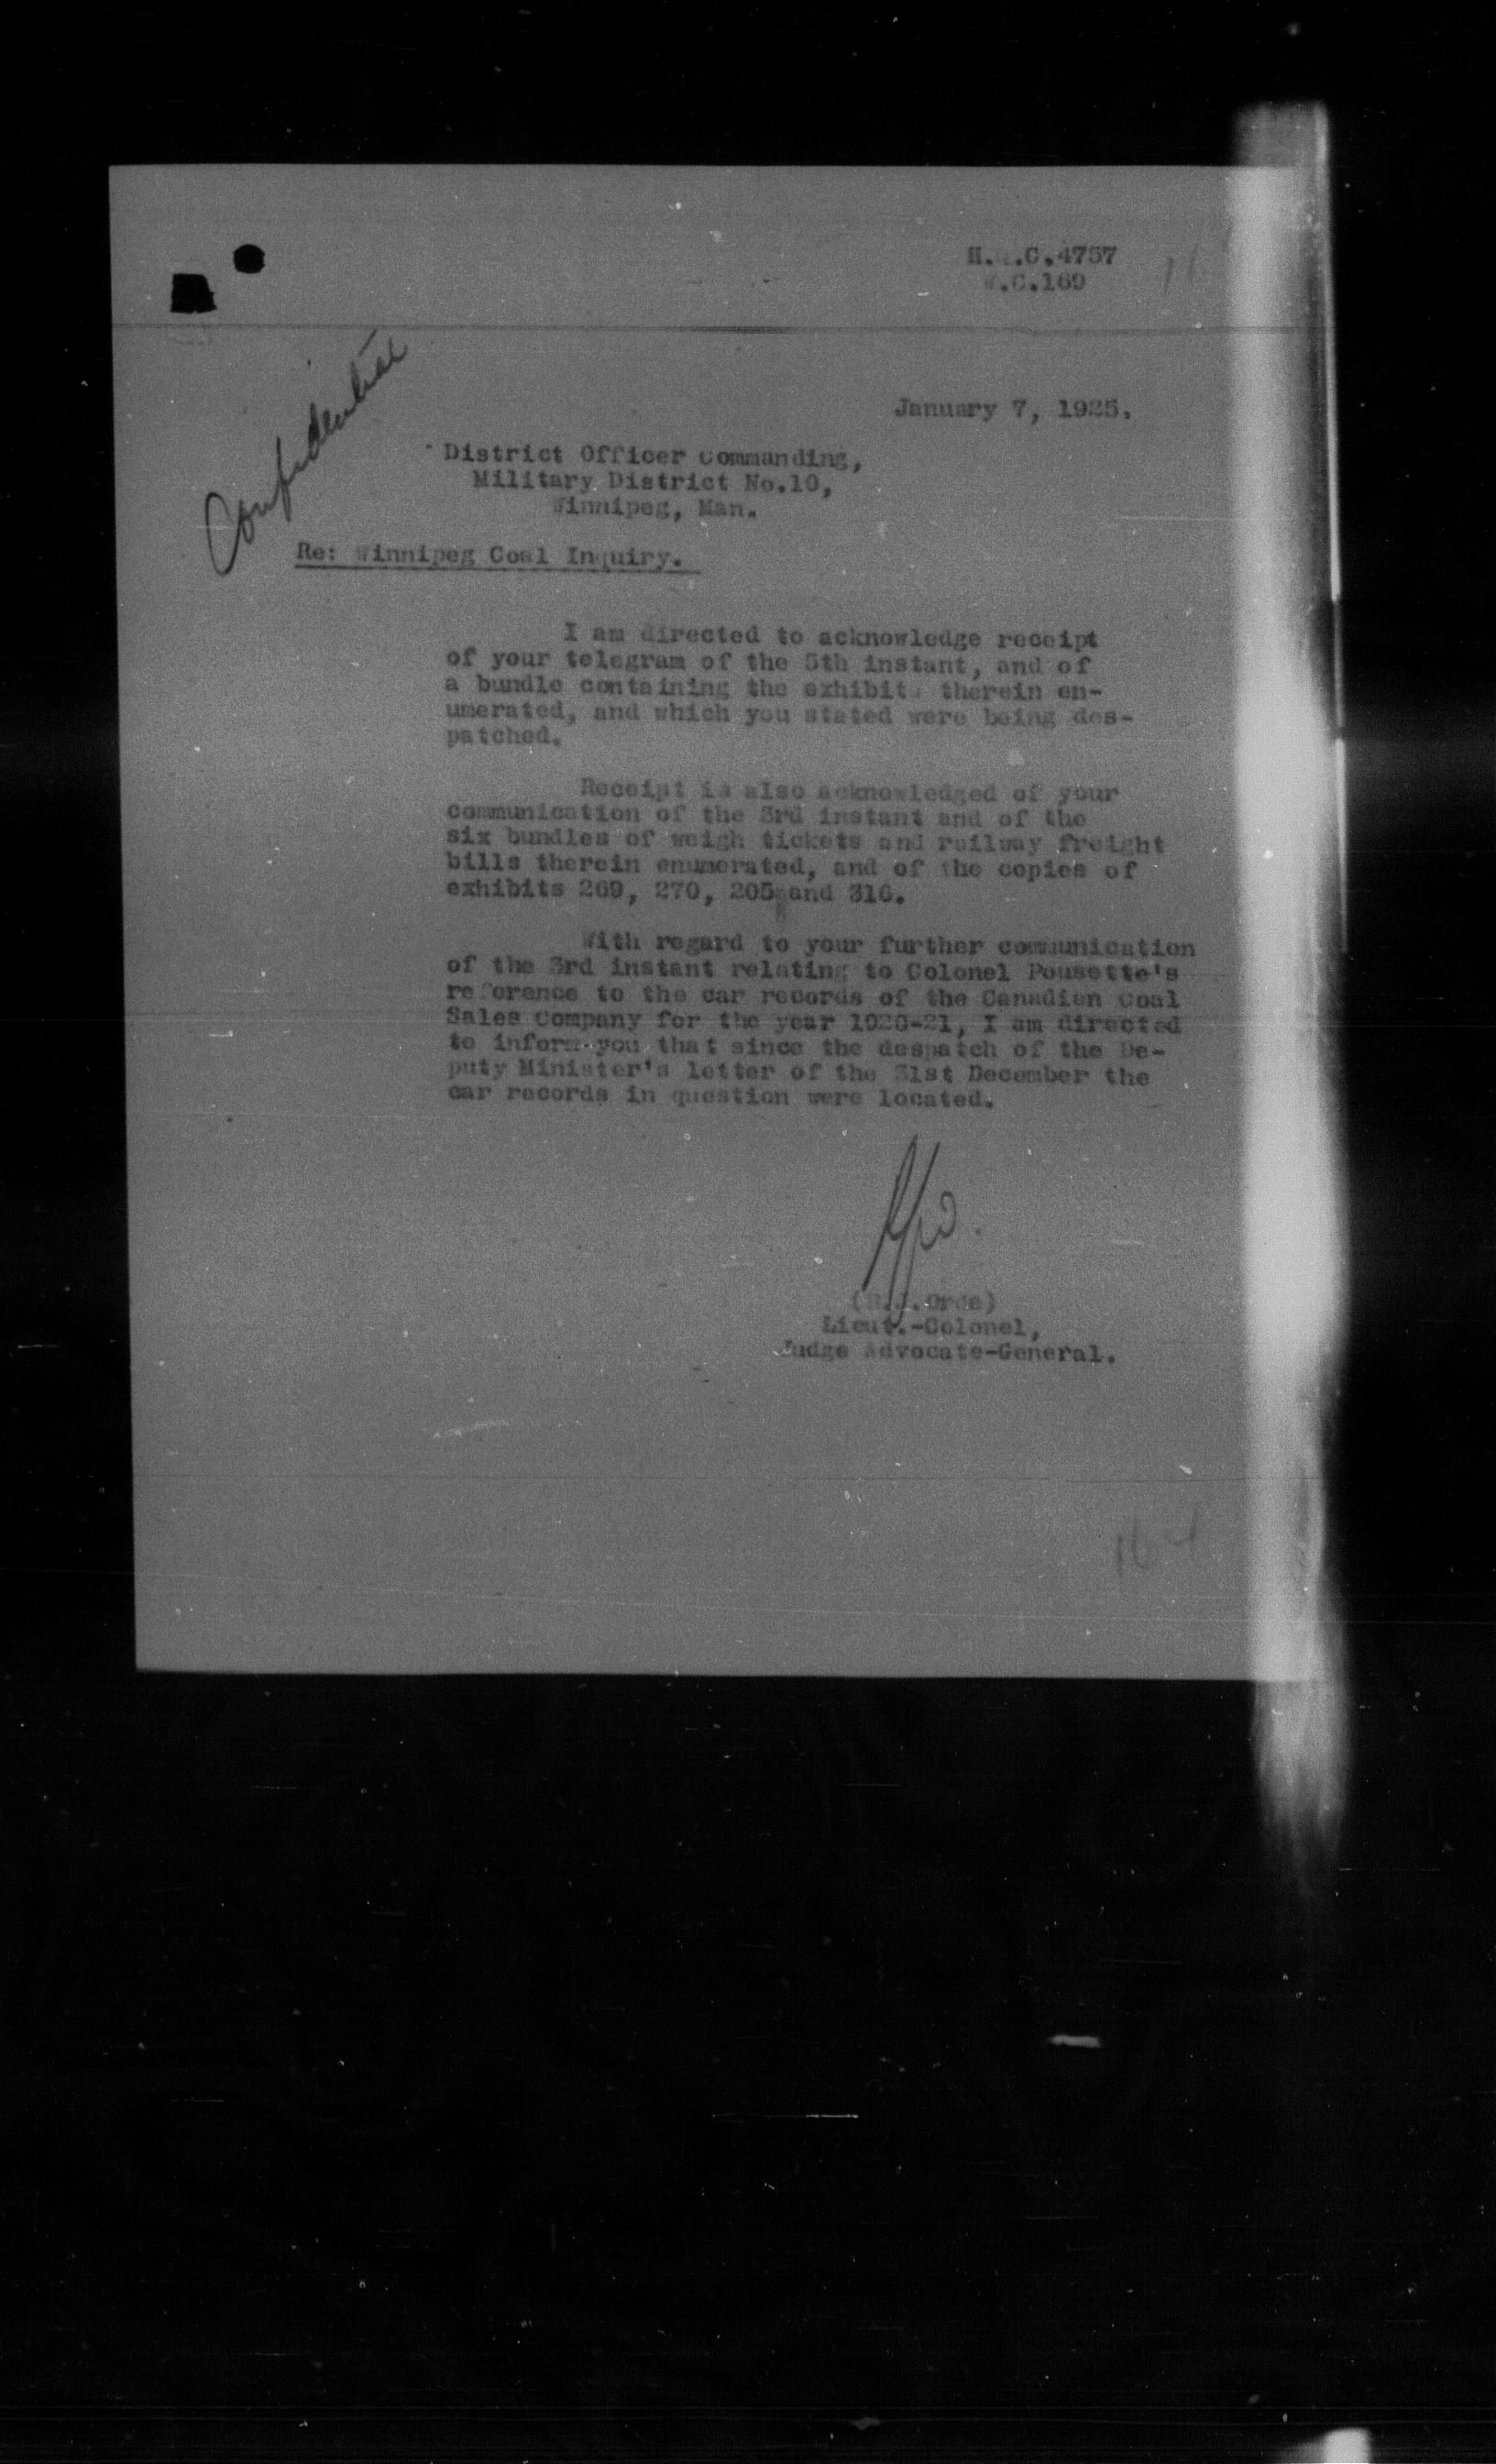 H.Q.C.4757
W.C.169
January 7, 1925.
Confidential
District Officer Commanding,
Military District No.10,
Winnipeg, Man.
Re: Winnipeg Coal Inquiry.
I am directed to acknowledge receipt
of your telegram of the 5th instant, and of
a bundle containing the exhibits therein en-
umerated, and which you stated were being des-
patched.
Receipt is also acknowledged of your
communication of the 3rd instant and of the
six bundles of weigh tickets and railway freight
bills therein enumerated, and of the copies of
exhibits 269, 270, 205 and 316.
With regard to your further communication
of the 3rd instant relating to Colonel Pousette's
reference to the car records of the Canadian Coal
Sales Company for the year 1920-21, I am directed
to inform you that since the despatch of the De-
puty Minister's letter of the 31st December the
car records in question were located.
(R.J.Orde)
Lieut.-Colonel,
Judge Advocate-General.